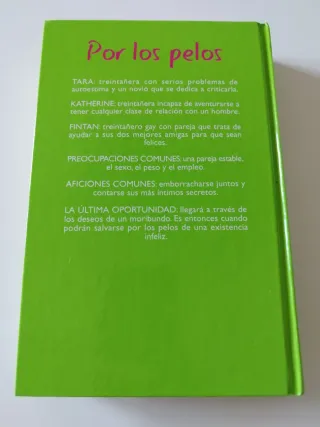 Por los pelos
TARA: treintañera con serios problemas de
autoestima y un novio que se dedica a criticarla.
KATHERINE: treintañera incapaz de aventurarse a
tener cualquier clase de relación con un hombre.
FINTAN: treintañero gay con pareja que trata de
ayudar a sus dos mejores amigas para que sean
felices.
PREOCUPACIONES COMUNES: una pareja estable,
el sexo, el peso y el empleo.
AFICIONES COMUNES: emborracharse juntos y
contarse sus más íntimos secretos.
LA ÚLTIMA OPORTUNIDAD: llegará a través de
los deseos de un moribundo. Es entonces cuando
podrán salvarse por los pelos de una existencia
infeliz.